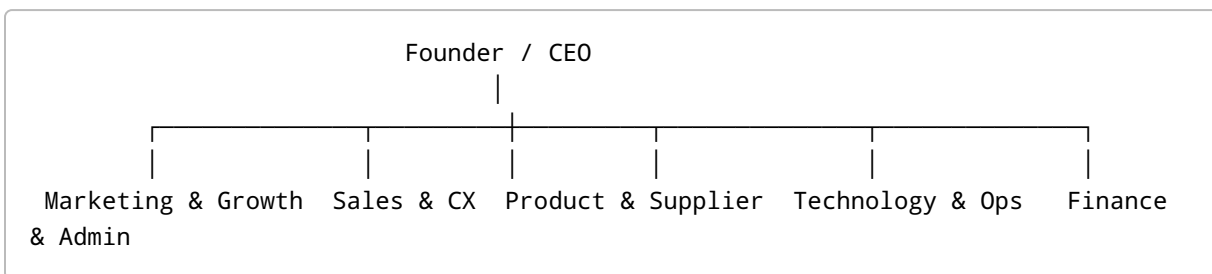 Founder / CEO
Marketing & Growth Sales & CX Product & Supplier Technology & Ops Finance
& Admin